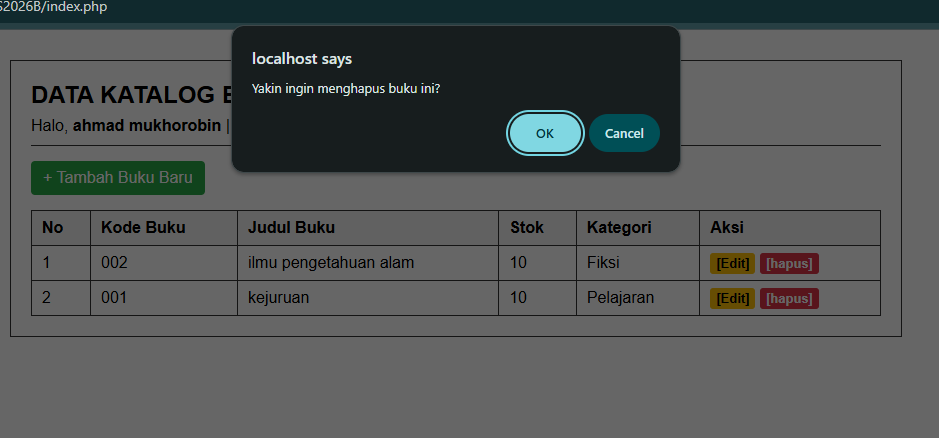 S2026B/index.php
localhost says
Yakin ingin menghapus buku ini?
OK Cancel
DATA KATALOG
Halo, ahmad mukhorobin |
+ Tambah Buku Baru
No Kode Buku Judul Buku Stok Kategori Aksi
1 002 ilmu pengetahuan alam 10 Fiksi [Edit] [hapus]
2 001 kejuruan 10 Pelajaran [Edit] [hapus]